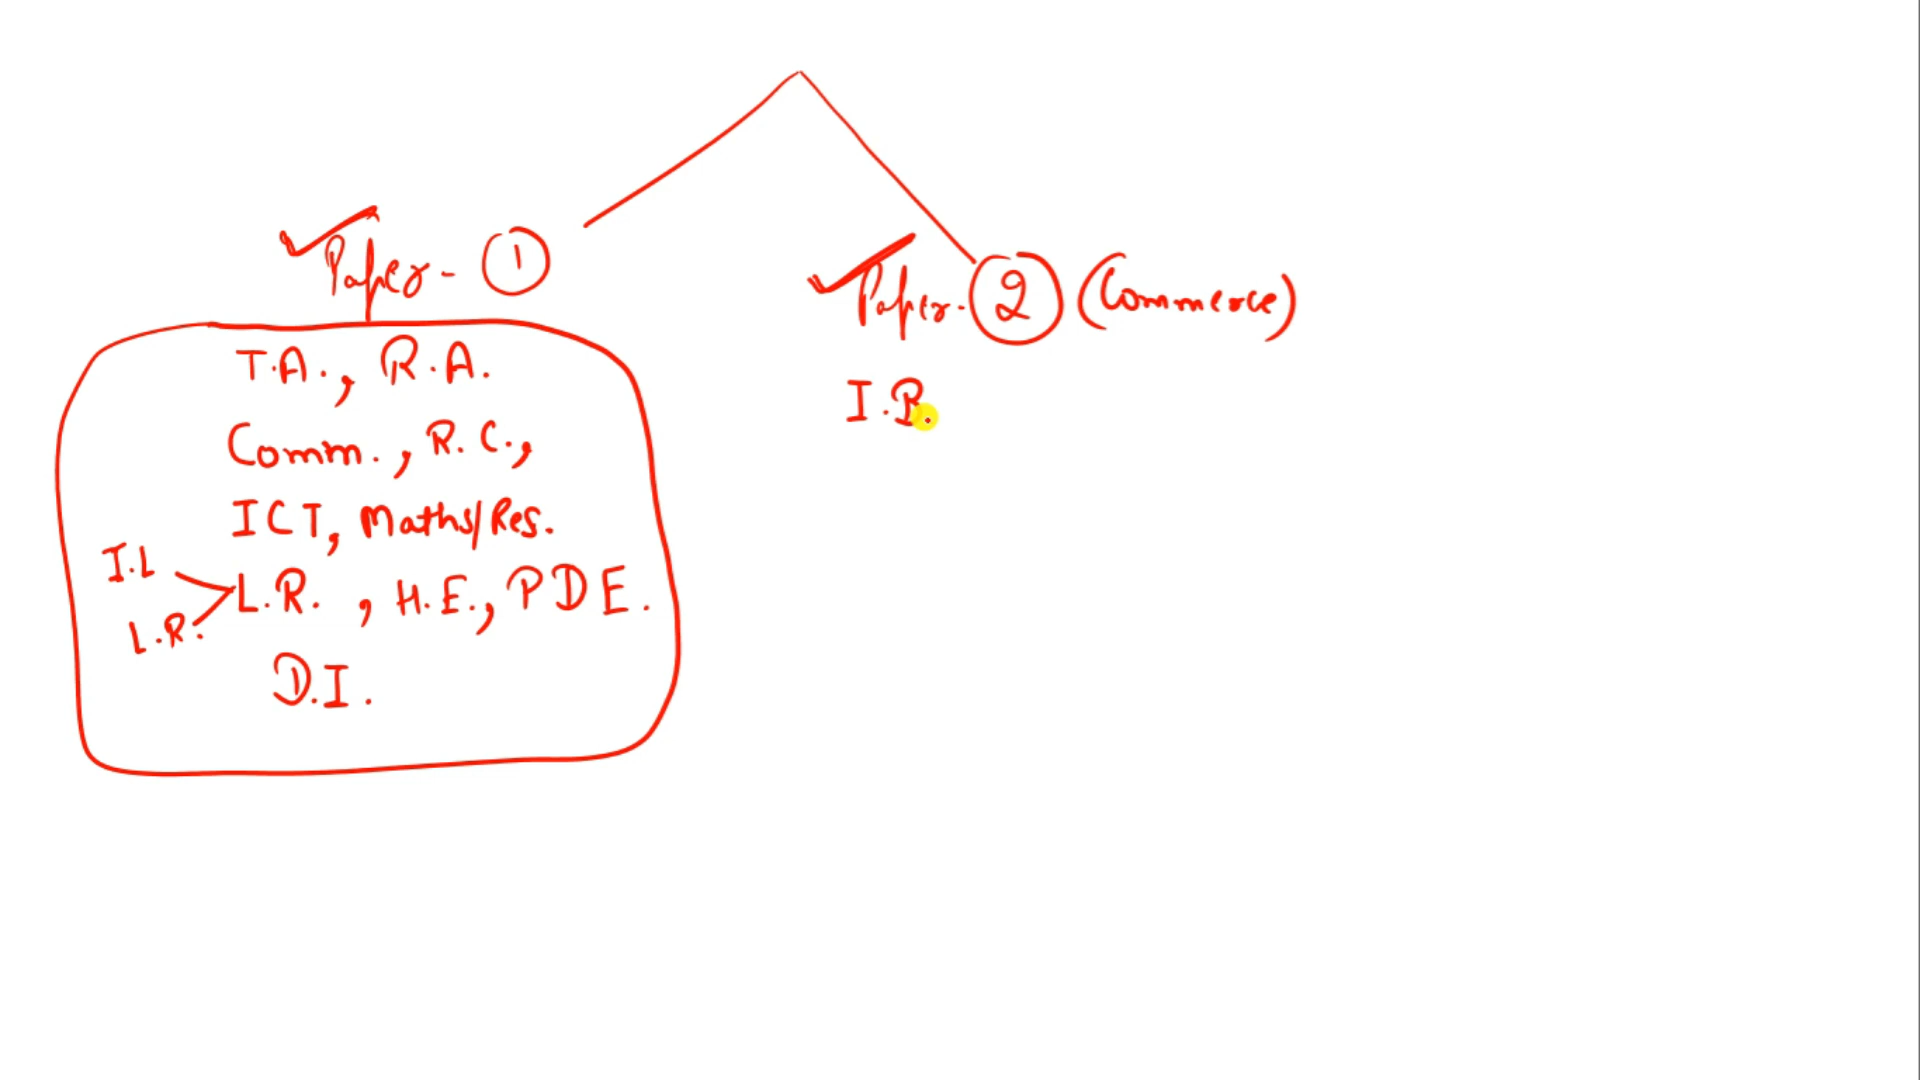 Paper - 1
T.A., R.A.
Comm., R.C.,
ICT, Maths/Res.
I.L
L.R. , H.E., PDE.
L.R.
D.I.
Paper - 2 (Commerce)
I.B.